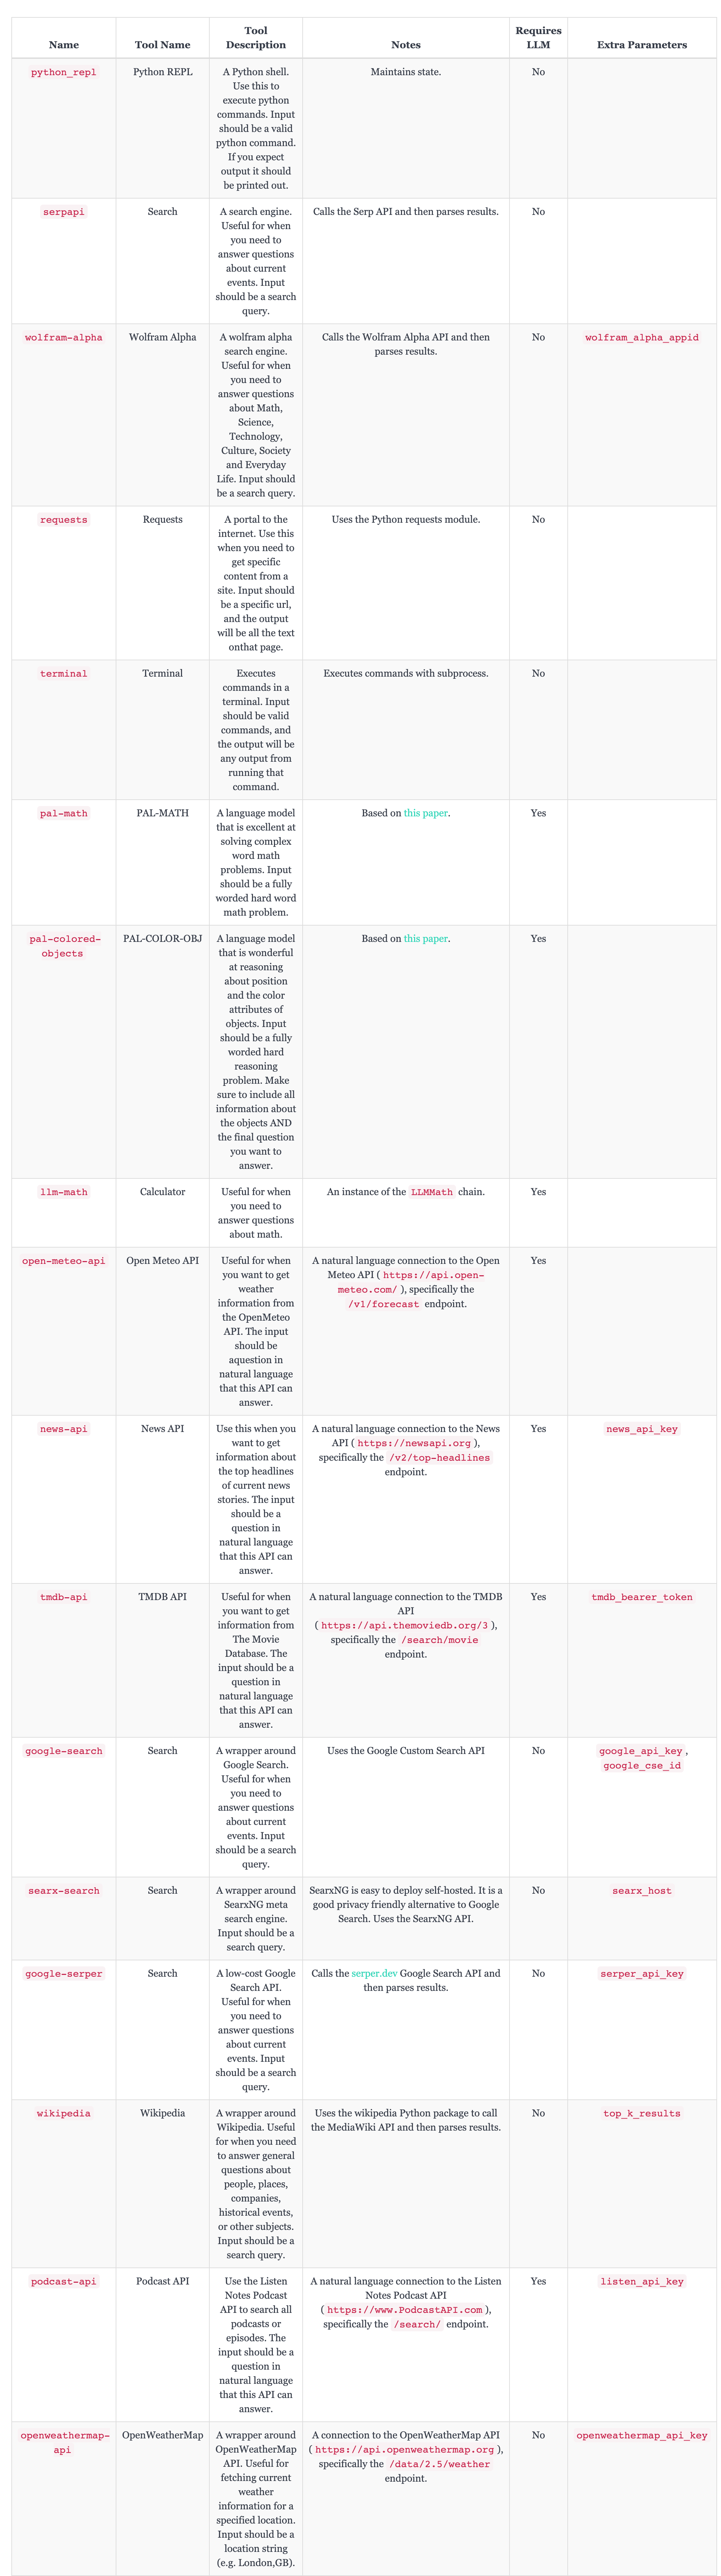 Name
Tool Name
Tool
Description
Notes
Requires
LLM
Extra Parameters
python_repl
Python REPL
A Python shell.
Use this to
execute python
commands. Input
should be a valid
python command.
If you expect
output it should
be printed out.
Maintains state.
No
serpapi
Search
A search engine.
Useful for when
you need to
answer questions
about current
events. Input
should be a search
query.
Calls the Serp API and then parses results.
No
wolfram-alpha
Wolfram Alpha
A wolfram alpha
search engine.
Useful for when
you need to
answer questions
about Math,
Science,
Technology,
Culture, Society
and Everyday
Life. Input should
be a search query.
Calls the Wolfram Alpha API and then
parses results.
No
wolfram_alpha_appid
requests
Requests
A portal to the
internet. Use this
when you need to
get specific
content from a
site. Input should
be a specific url,
and the output
will be all the text
onthat page.
Uses the Python requests module.
No
terminal
Terminal
Executes
commands in a
terminal. Input
should be valid
commands, and
the output will be
any output from
running that
command.
Executes commands with subprocess.
No
pal-math
PAL-MATH
A language model
that is excellent at
solving complex
word math
problems. Input
should be a fully
worded hard word
math problem.
Based on this paper.
Yes
pal-colored-
objects
PAL-COLOR-OBJ
A language model
that is wonderful
at reasoning
about position
and the color
attributes of
objects. Input
should be a fully
worded hard
reasoning
problem. Make
sure to include all
information about
the objects AND
the final question
you want to
answer.
Based on this paper.
Yes
llm-math
Calculator
Useful for when
you need to
answer questions
about math.
An instance of the LLMMath chain.
Yes
open-meteo-api
Open Meteo API
Useful for when
you want to get
weather
information from
the OpenMeteo
API. The input
should be
aquestion in
natural language
that this API can
answer.
A natural language connection to the Open
Meteo API ( https://api.open-
meteo.com/ ), specifically the
/v1/forecast endpoint.
Yes
news-api
News API
Use this when you
want to get
information about
the top headlines
of current news
stories. The input
should be a
question in
natural language
that this API can
answer.
A natural language connection to the News
API ( https://newsapi.org ),
specifically the /v2/top-headlines
endpoint.
Yes
news_api_key
tmdb-api
TMDB API
Useful for when
you want to get
information from
The Movie
Database. The
input should be a
question in
natural language
that this API can
answer.
A natural language connection to the TMDB
API
( https://api.themoviedb.org/3 ),
specifically the /search/movie
endpoint.
Yes
tmdb_bearer_token
google-search
Search
A wrapper around
Google Search.
Useful for when
you need to
answer questions
about current
events. Input
should be a search
query.
Uses the Google Custom Search API
No
google_api_key ,
google_cse_id
searx-search
Search
A wrapper around
SearxNG meta
search engine.
Input should be a
search query.
SearxNG is easy to deploy self-hosted. It is a
good privacy friendly alternative to Google
Search. Uses the SearxNG API.
No
searx_host
google-serper
Search
A low-cost Google
Search API.
Useful for when
you need to
answer questions
about current
events. Input
should be a search
query.
Calls the serper.dev Google Search API and
then parses results.
No
serper_api_key
wikipedia
Wikipedia
A wrapper around
Wikipedia. Useful
for when you need
to answer general
questions about
people, places,
companies,
historical events,
or other subjects.
Input should be a
search query.
Uses the wikipedia Python package to call
the MediaWiki API and then parses results.
No
top_k_results
podcast-api
Podcast API
Use the Listen
Notes Podcast
API to search all
podcasts or
episodes. The
input should be a
question in
natural language
that this API can
answer.
A natural language connection to the Listen
Notes Podcast API
( https://www.PodcastAPI.com ),
specifically the /search/ endpoint.
Yes
listen_api_key
openweathermap-
api
OpenWeatherMap
A wrapper around
OpenWeatherMap
API. Useful for
fetching current
weather
information for a
specified location.
Input should be a
location string
(e.g. London,GB).
A connection to the OpenWeatherMap API
( https://api.openweathermap.org ),
specifically the /data/2.5/weather
endpoint.
No
openweathermap_api_key